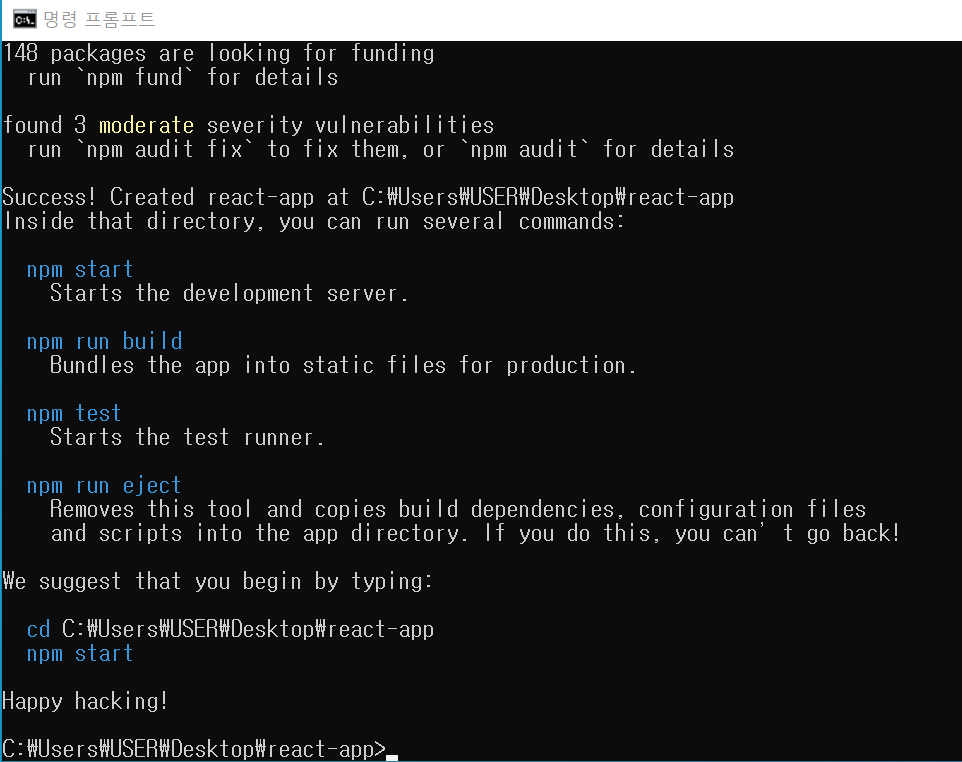 명령 프롬프트
148 packages are looking for funding
run `npm fund` for details
found 3 moderate severity vulnerabilities
run `npm audit fix` to fix them, or `npm audit` for details
Success! Created react-app at C:₩Users₩USER₩Desktop₩react-app
Inside that directory, you can run several commands:
npm start
Starts the development server.
npm run build
Bundles the app into static files for production.
npm test
Starts the test runner.
npm run eject
Removes this tool and copies build dependencies, configuration files
and scripts into the app directory. If you do this, you can’t go back!
We suggest that you begin by typing:
cd C:₩Users₩USER₩Desktop₩react-app
npm start
Happy hacking!
C:₩Users₩USER₩Desktop₩react-app>